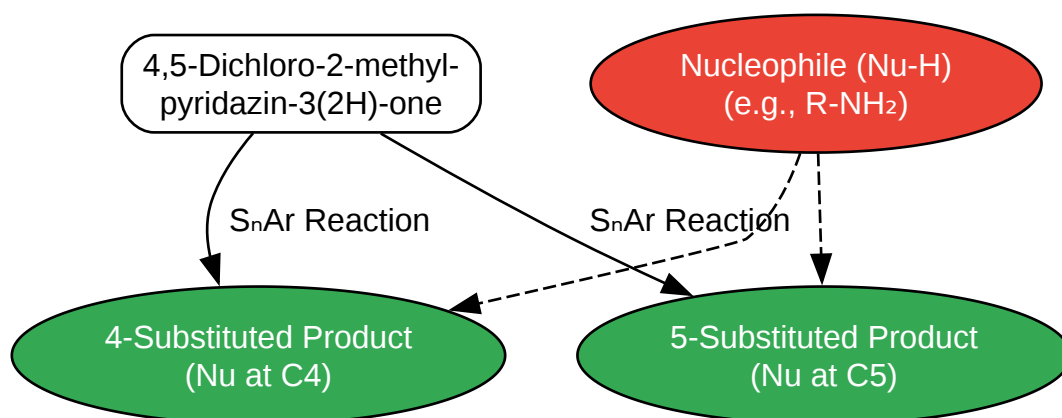 4,5-Dichloro-2-methyl-
pyridazin-3(2H)-one
Nucleophile (Nu-H)
(e.g., R-NH₂)
SₙAr Reaction
SₙAr Reaction
4-Substituted Product
(Nu at C4)
5-Substituted Product
(Nu at C5)